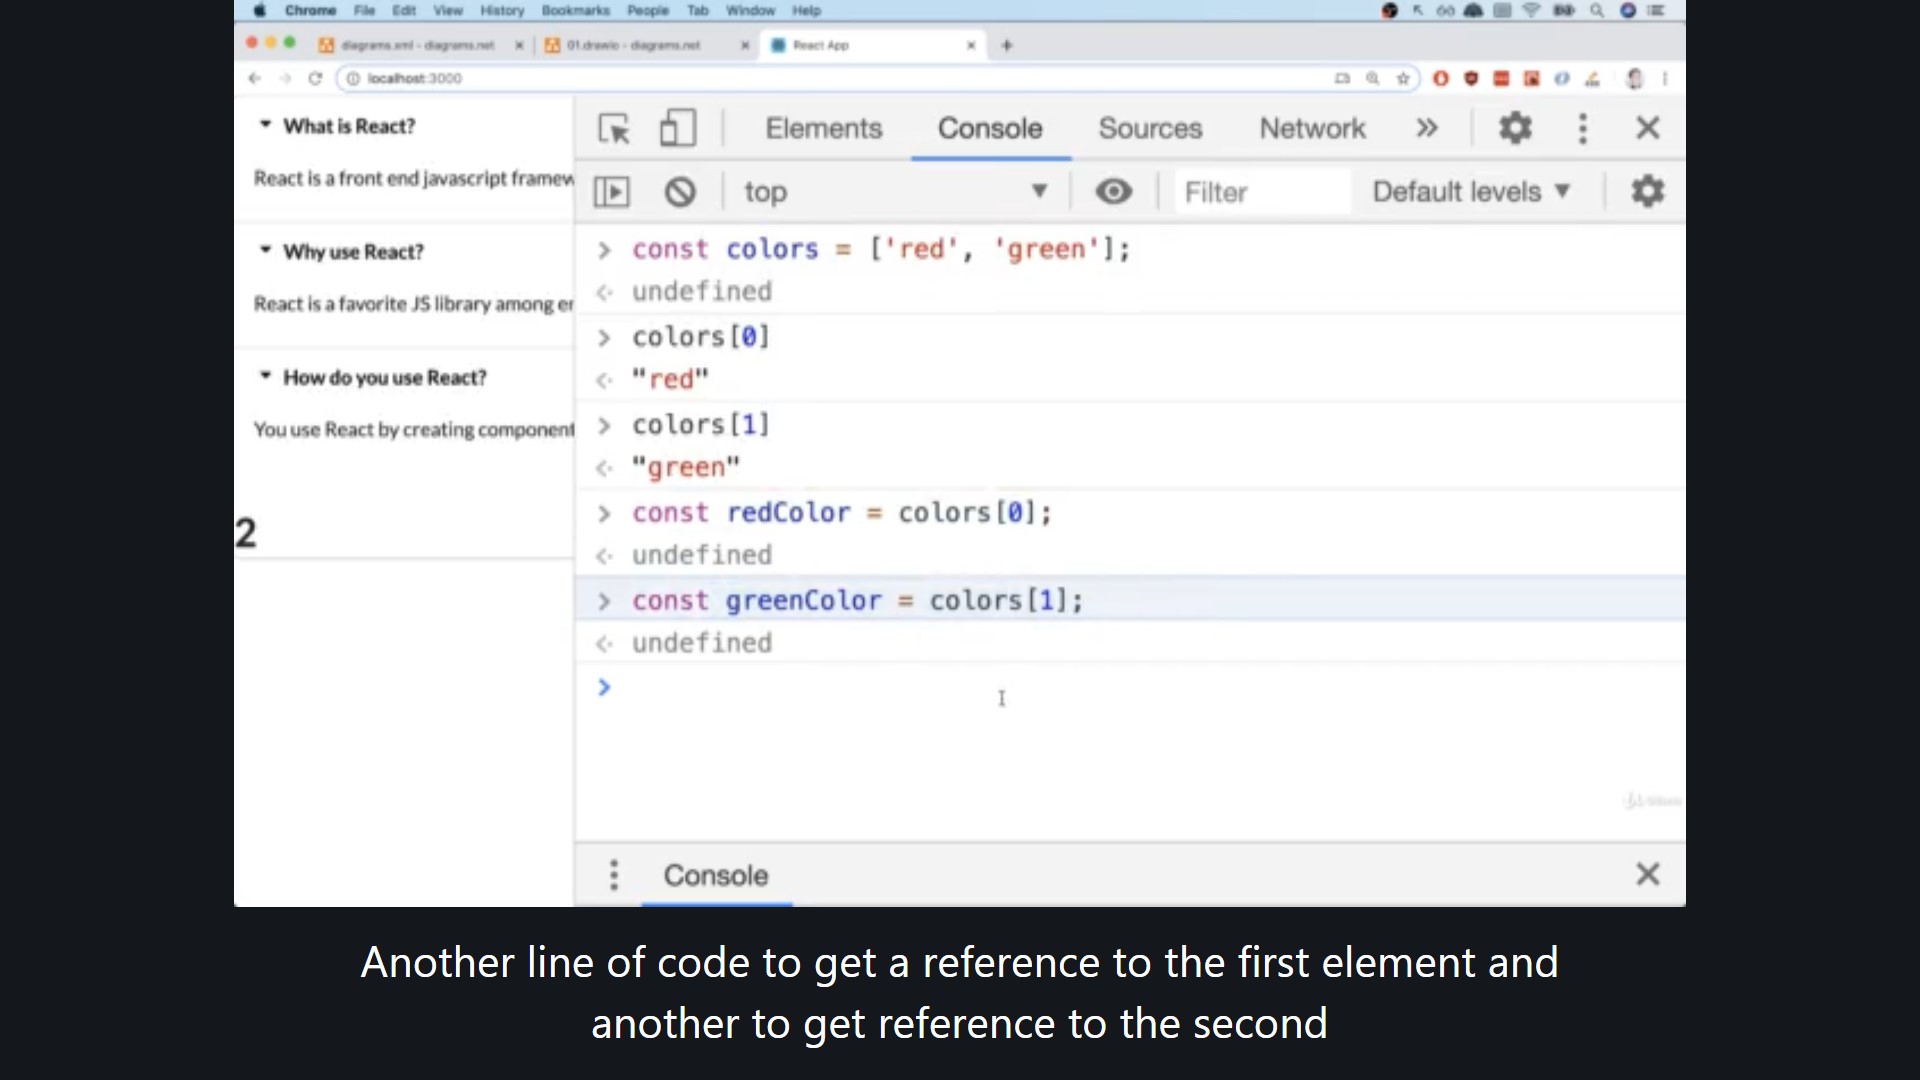 Chrome File Edit View History Bookmarks People Tab Window Help
diagrams.xml - diagrams.net
01.drawio - diagrams.net
React App
localhost:3000
What is React?
React is a front end javascript framew
Why use React?
React is a favorite JS library among er
How do you use React?
You use React by creating component
2
Elements Console Sources Network
top Filter Default levels
const colors = ['red', 'green'];
undefined
colors[0]
"red"
colors[1]
"green"
const redColor = colors[0];
undefined
const greenColor = colors[1];
undefined
Console
Another line of code to get a reference to the first element and
another to get reference to the second